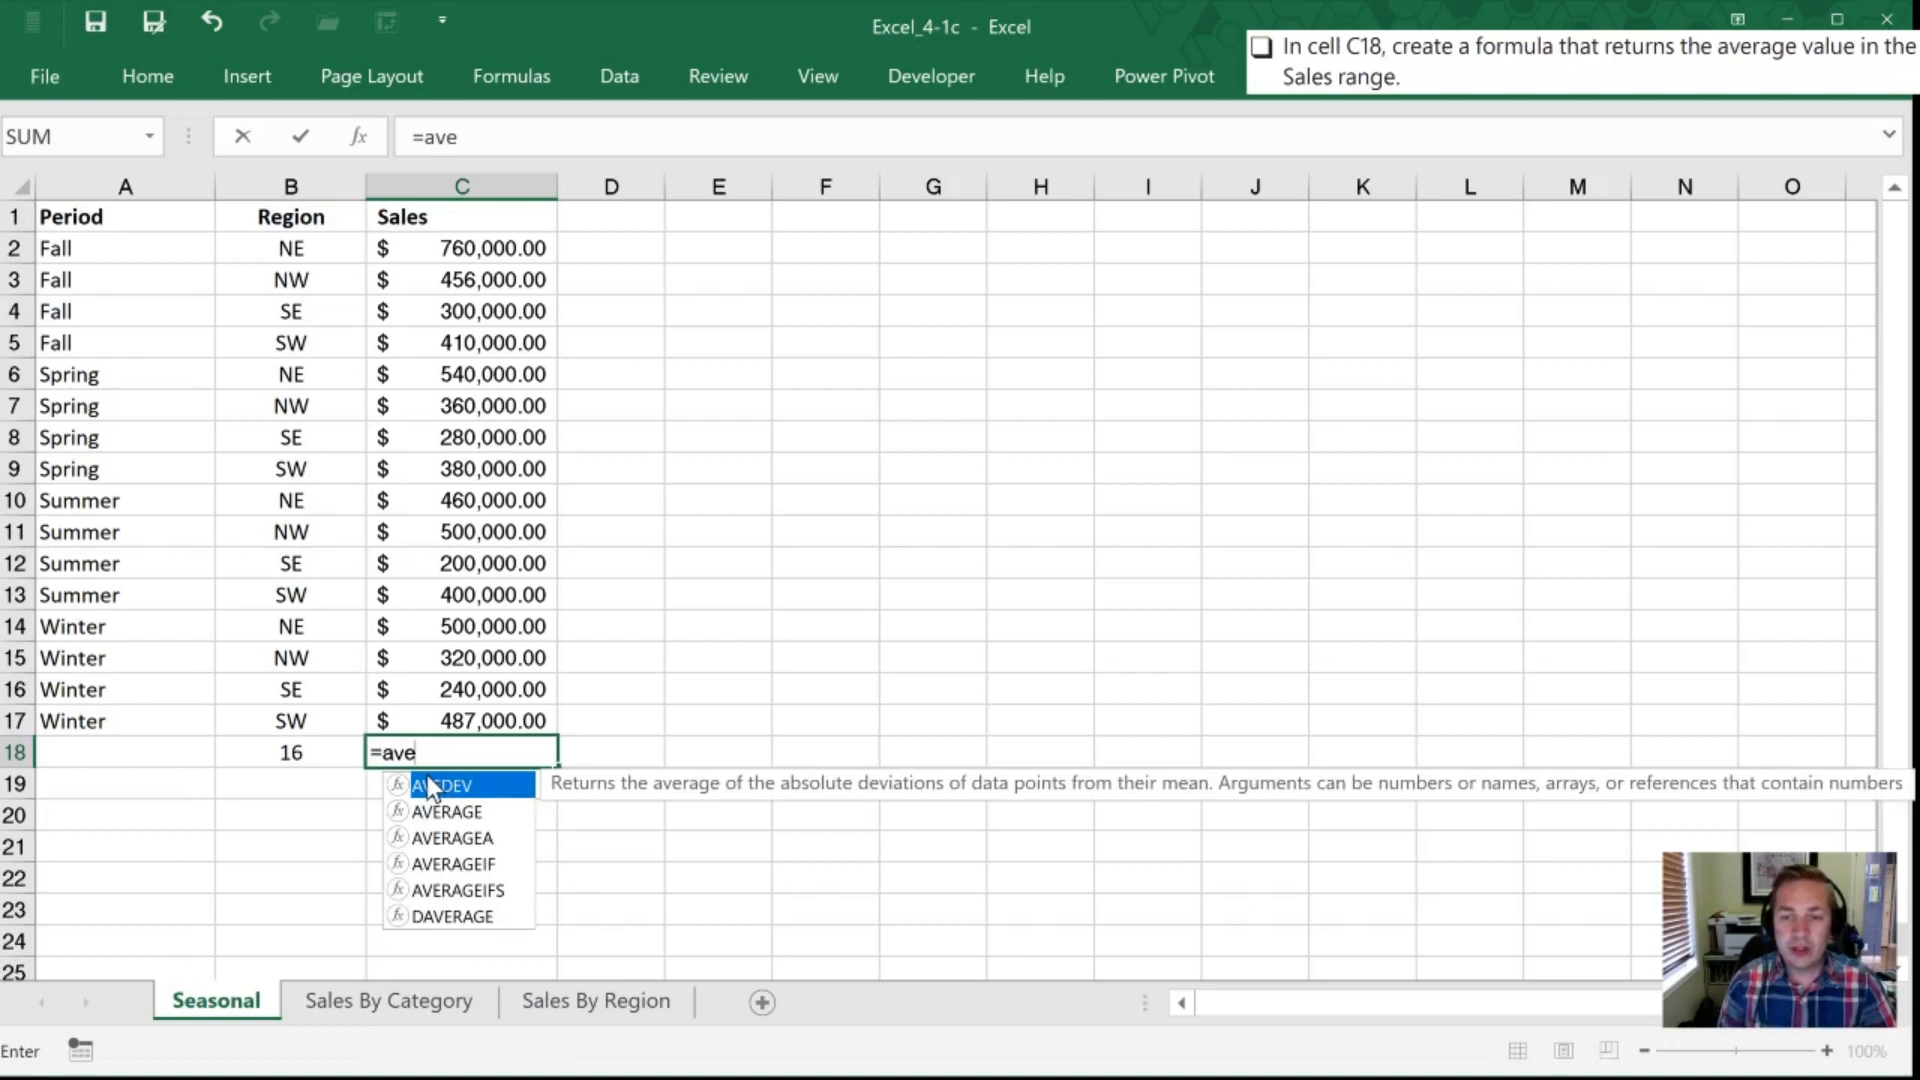 Excel_4-1c - Excel
In cell C18, create a formula that returns the average value in the
Sales range.
File Home Insert Page Layout Formulas Data Review View Developer Help Power Pivot
SUM fx =ave
A B C D E F G H I J K L M N O
1 Period Region Sales
2 Fall NE $ 760,000.00
3 Fall NW $ 456,000.00
4 Fall SE $ 300,000.00
5 Fall SW $ 410,000.00
6 Spring NE $ 540,000.00
7 Spring NW $ 360,000.00
8 Spring SE $ 280,000.00
9 Spring SW $ 380,000.00
10 Summer NE $ 460,000.00
11 Summer NW $ 500,000.00
12 Summer SE $ 200,000.00
13 Summer SW $ 400,000.00
14 Winter NE $ 500,000.00
15 Winter NW $ 320,000.00
16 Winter SE $ 240,000.00
17 Winter SW $ 487,000.00
18 16 =ave
19 fx AVEDEV Returns the average of the absolute deviations of data points from their mean. Arguments can be numbers or names, arrays, or references that contain numbers
20 fx AVERAGE
21 fx AVERAGEA
22 fx AVERAGEIF
23 fx AVERAGEIFS
fx DAVERAGE
24
25
Seasonal Sales By Category Sales By Region
Enter 100%